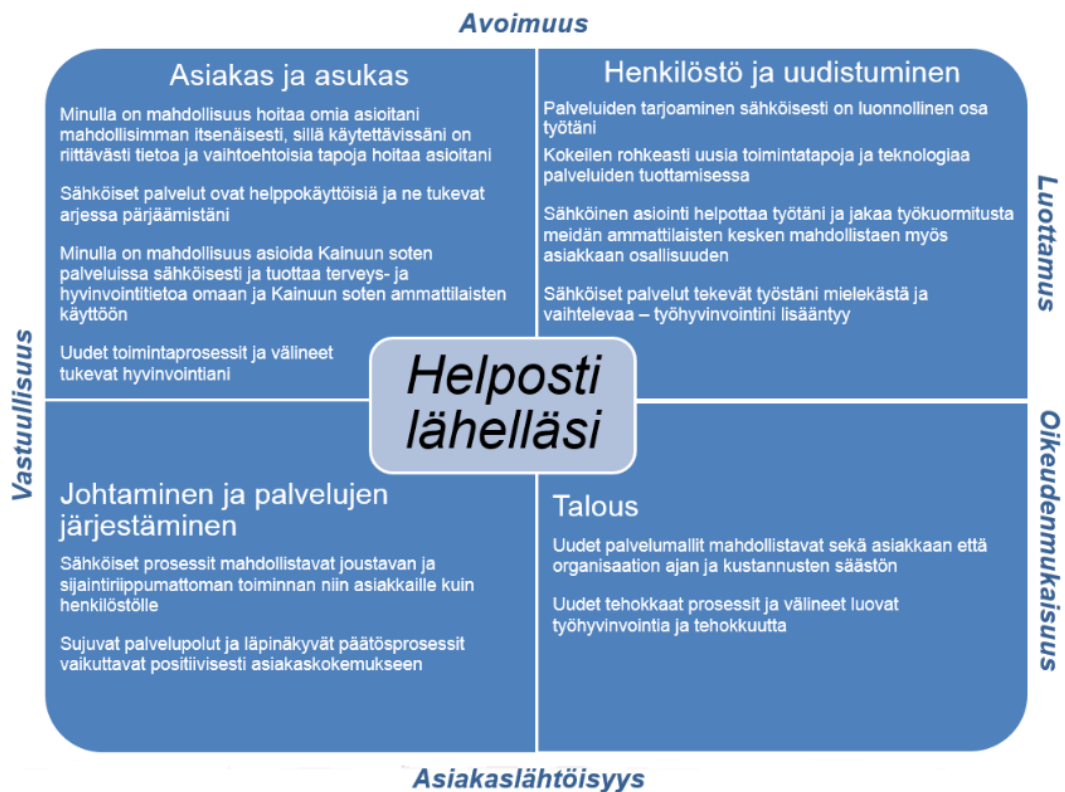 Avoimuus
Asiakas ja asukas
Minulla on mahdollisuus hoitaa omia asioitani
mahdollisimman itsenäisesti, sillä käytettävissäni on
riittävästi tietoa ja vaihtoehtoisia tapoja hoitaa asioitani
Sähköiset palvelut ovat helppokäyttöisiä ja ne tukevat
arjessa pärjäämistäni
Minulla on mahdollisuus asioida Kainuun soten
palveluissa sähköisesti ja tuottaa terveys- ja
hyvinvointitietoa omaan ja Kainuun soten ammattilaisten
käyttöön
Uudet toimintaprosessit ja välineet
tukevat hyvinvointiani
Henkilöstö ja uudistuminen
Palveluiden tarjoaminen sähköisesti on luonnollinen osa
työtäni
Kokeilen rohkeasti uusia toimintatapoja ja teknologiaa
palveluiden tuottamisessa
Sähköinen asiointi helpottaa työtäni ja jakaa työkuormitusta
meidän ammattilaisten kesken mahdollistaen myös
asiakkaan osallisuuden
Sähköiset palvelut tekevät työstäni mielekästä ja
vaihtelevaa – työhyvinvointini lisääntyy
Helposti
lähelläsi
Johtaminen ja palvelujen
järjestäminen
Sähköiset prosessit mahdollistavat joustavan ja
sijaintiriippumattoman toiminnan niin asiakkaille kuin
henkilöstölle
Sujuvat palvelupolut ja läpinäkyvät päätösprosessit
vaikuttavat positiivisesti asiakaskokemukseen
Talous
Uudet palvelumallit mahdollistavat sekä asiakkaan että
organisaation ajan ja kustannusten säästön
Uudet tehokkaat prosessit ja välineet luovat
työhyvinvointia ja tehokkuutta
Vastuullisuus
Luottamus
Oikeudenmukaisuus
Asiakaslähtöisyys